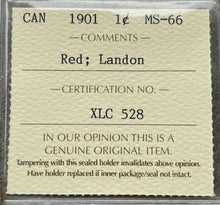 CAN 1901 1¢ MS-66
COMMENTS
Red; Landon
CERTIFICATION NO.
XLC 528
IN OUR OPINION THIS IS A
GENUINE ORIGINAL ITEM.
Tampering with this sealed holder invalidates above opinion.
Have holder replaced if inner package/seal not intact.